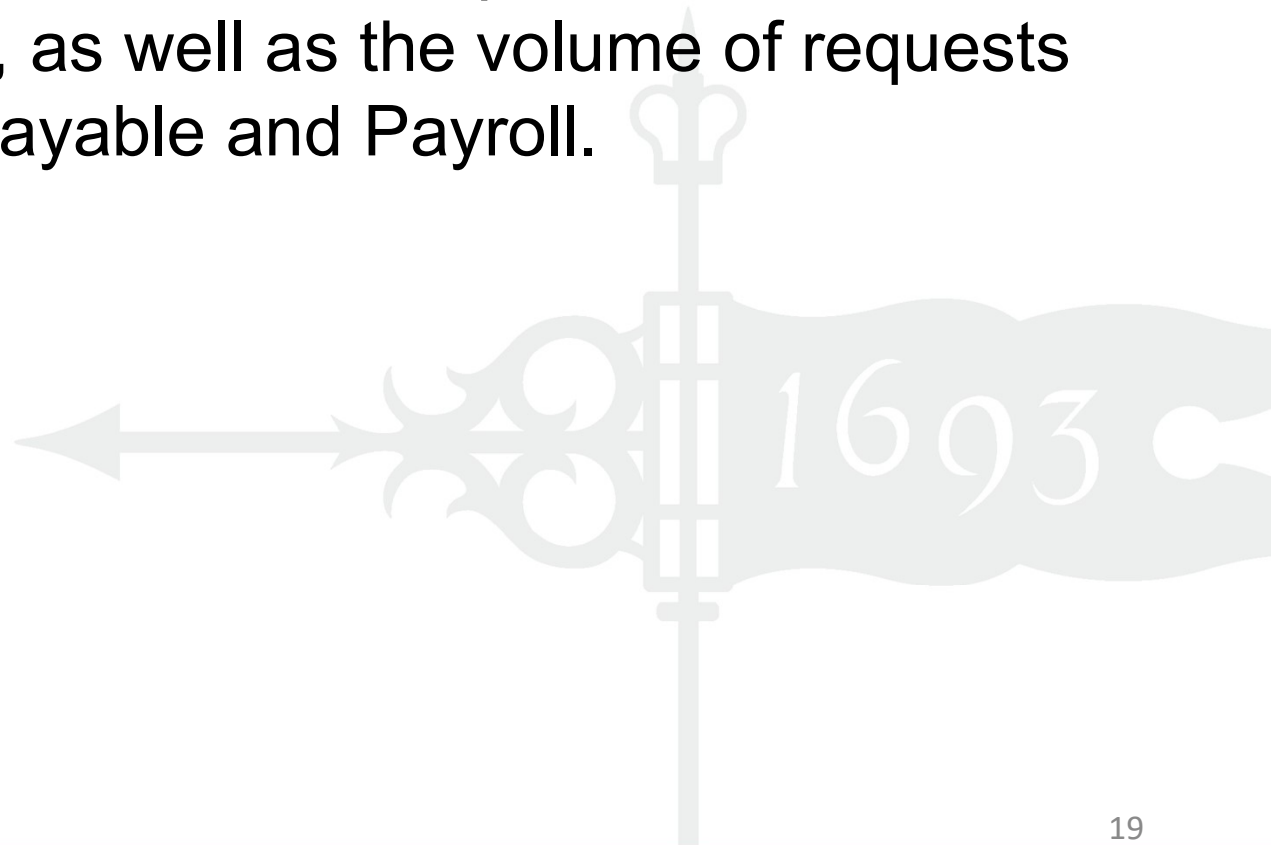 , as well as the volume of requests
ayable and Payroll.
1693
19